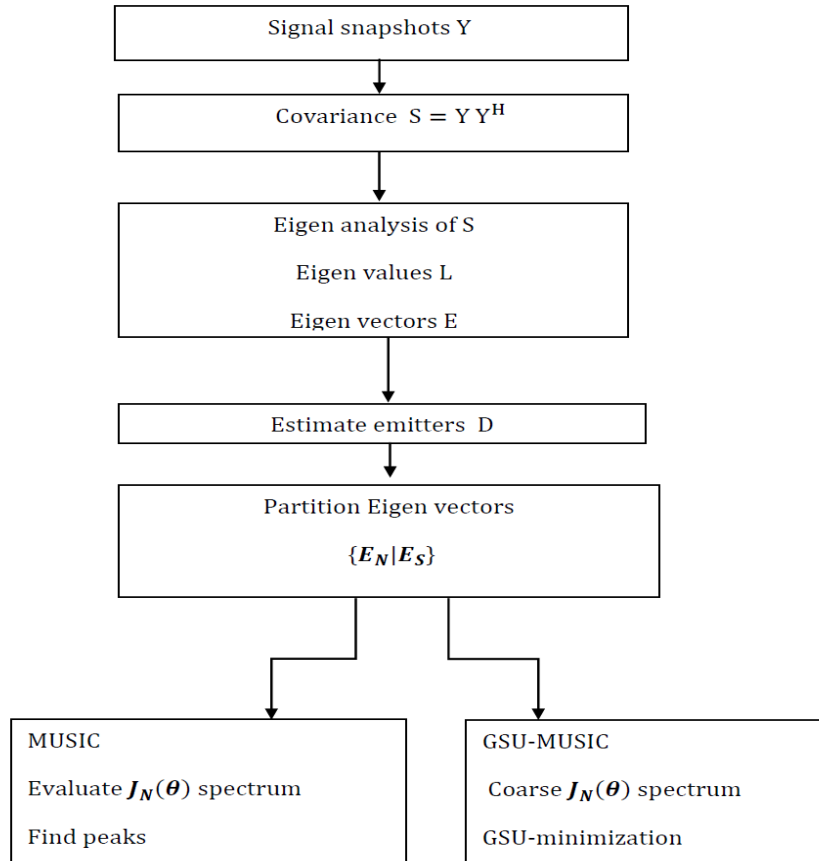 Signal snapshots Y
Covariance S = Y Y^H
Eigen analysis of S
Eigen values L
Eigen vectors E
Estimate emitters D
Partition Eigen vectors
{E_N|E_S}
MUSIC
Evaluate J_N(θ) spectrum
Find peaks
GSU-MUSIC
Coarse J_N(θ) spectrum
GSU-minimization